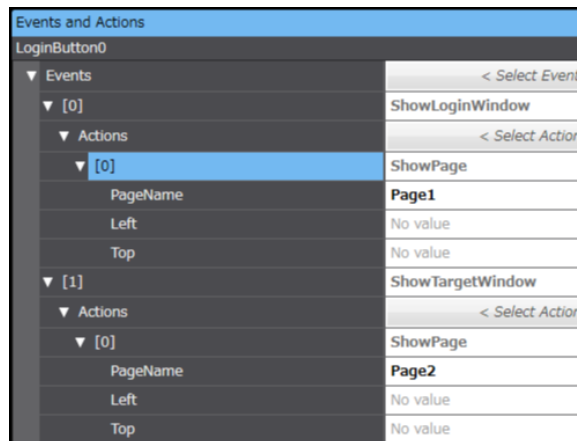 Events and Actions
LoginButton0
Events < Select Event
[0] ShowLoginWindow
Actions < Select Action
[0] ShowPage
PageName Page1
Left No value
Top No value
[1] ShowTargetWindow
Actions < Select Action
[0] ShowPage
PageName Page2
Left No value
Top No value